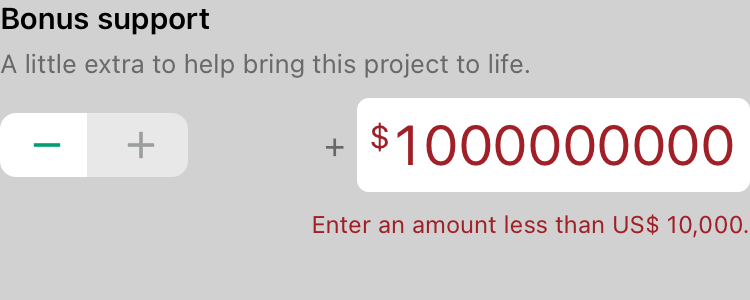 Bonus support
A little extra to help bring this project to life.
− + + $1000000000
Enter an amount less than US$ 10,000.